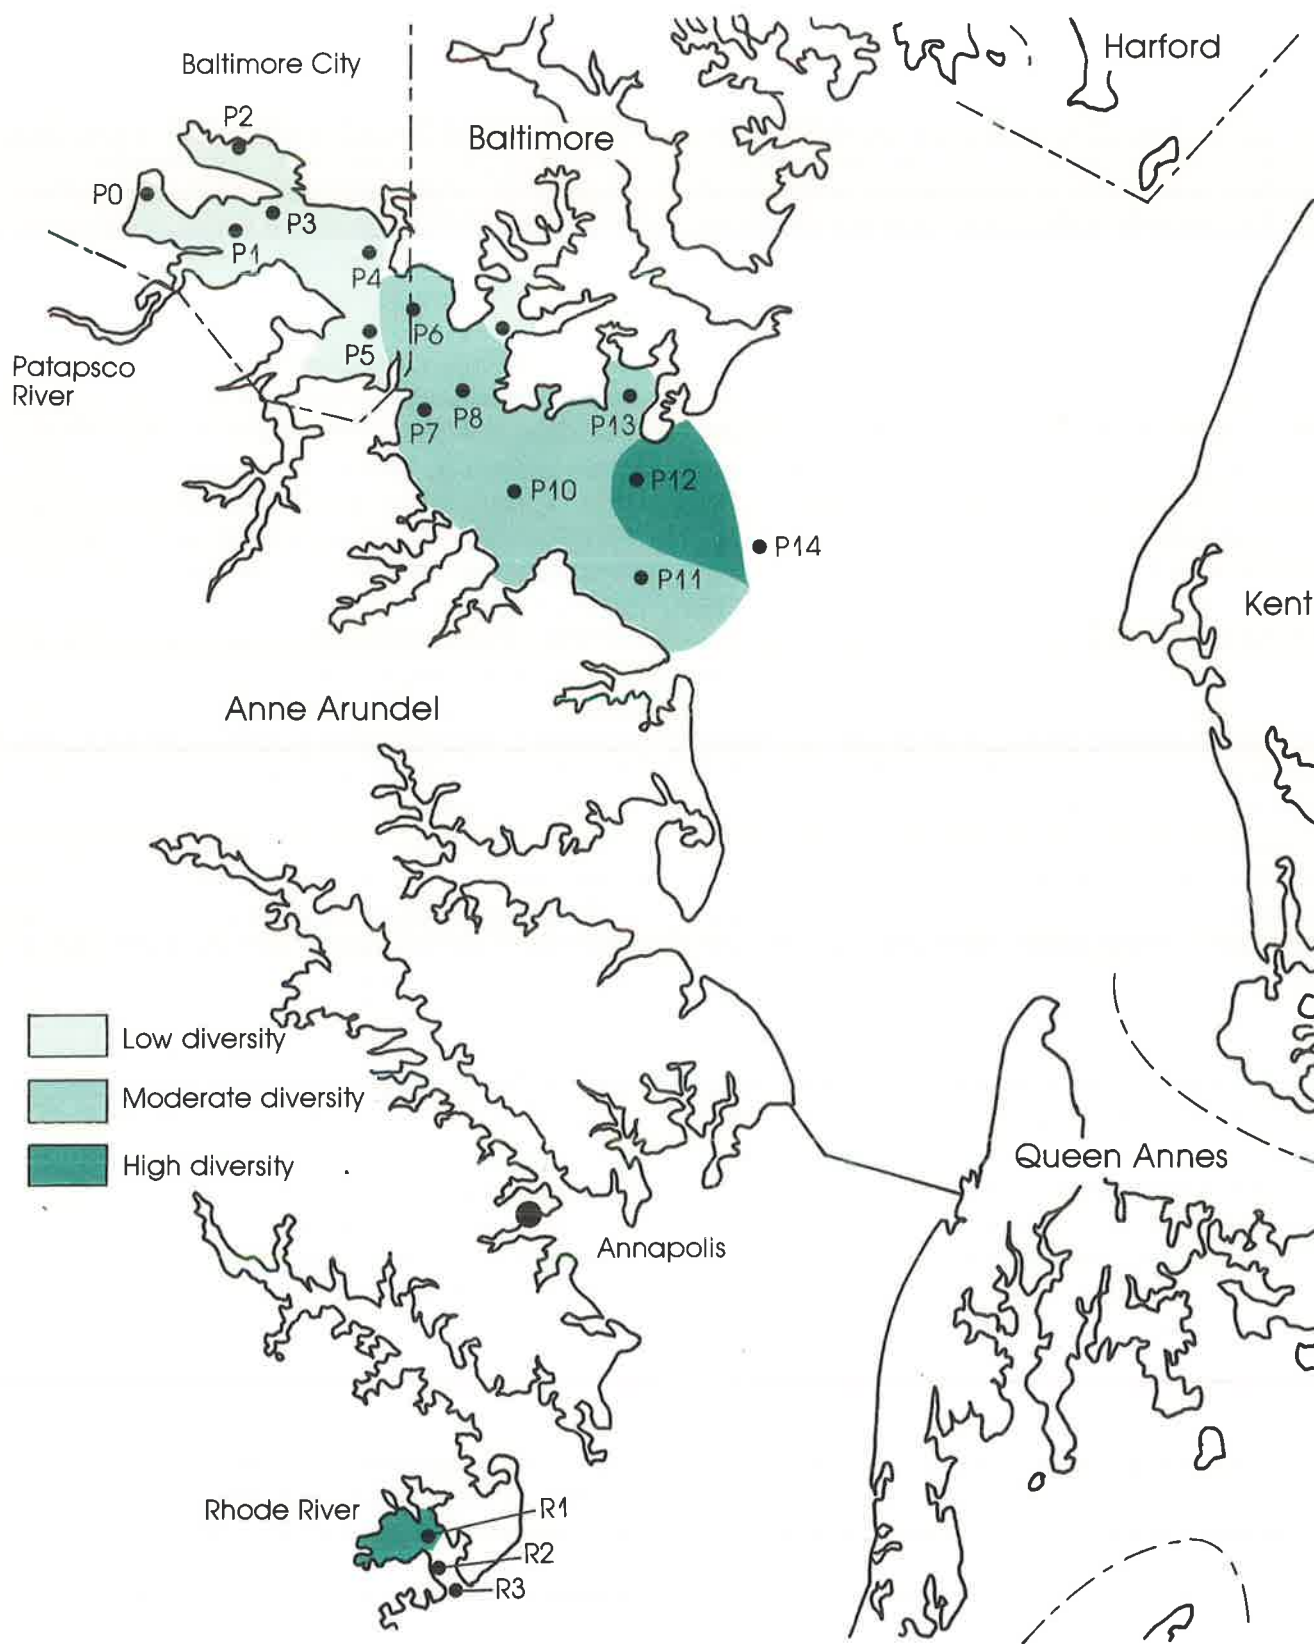 Harford
Baltimore City
P2
Baltimore
P0
P3
P1
P4
P6
P5
Patapsco
River
P8
P13
P7
P12
P10
P14
P11
Kent
Anne Arundel
Low diversity
Moderate diversity
High diversity
Queen Annes
Annapolis
Rhode River
R1
R2
R3